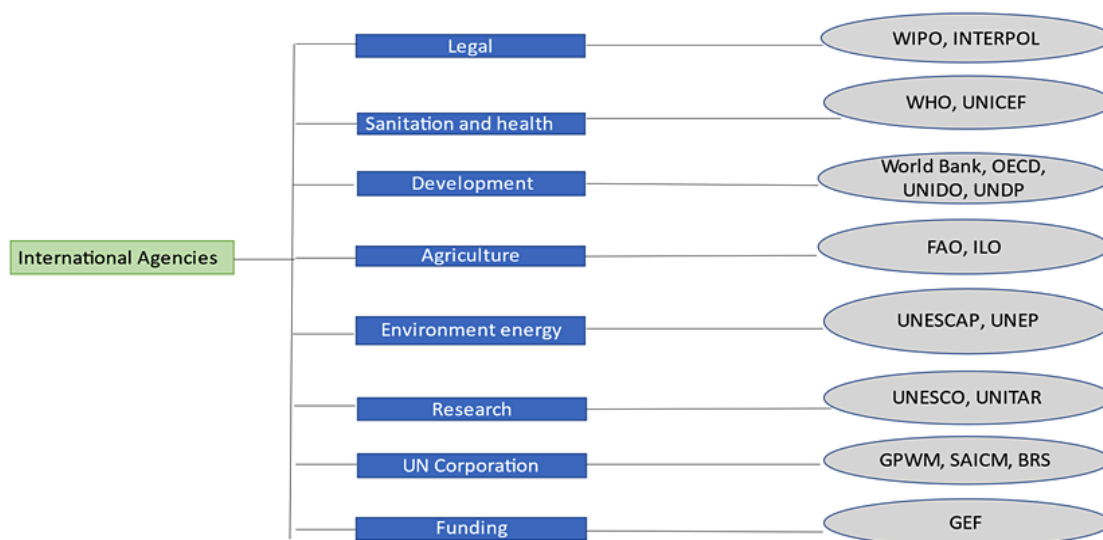 Legal
WIPO, INTERPOL
Sanitation and health
WHO, UNICEF
Development
World Bank, OECD,
UNIDO, UNDP
International Agencies
Agriculture
FAO, ILO
Environment energy
UNESCAP, UNEP
Research
UNESCO, UNITAR
UN Corporation
GPWM, SAICM, BRS
Funding
GEF